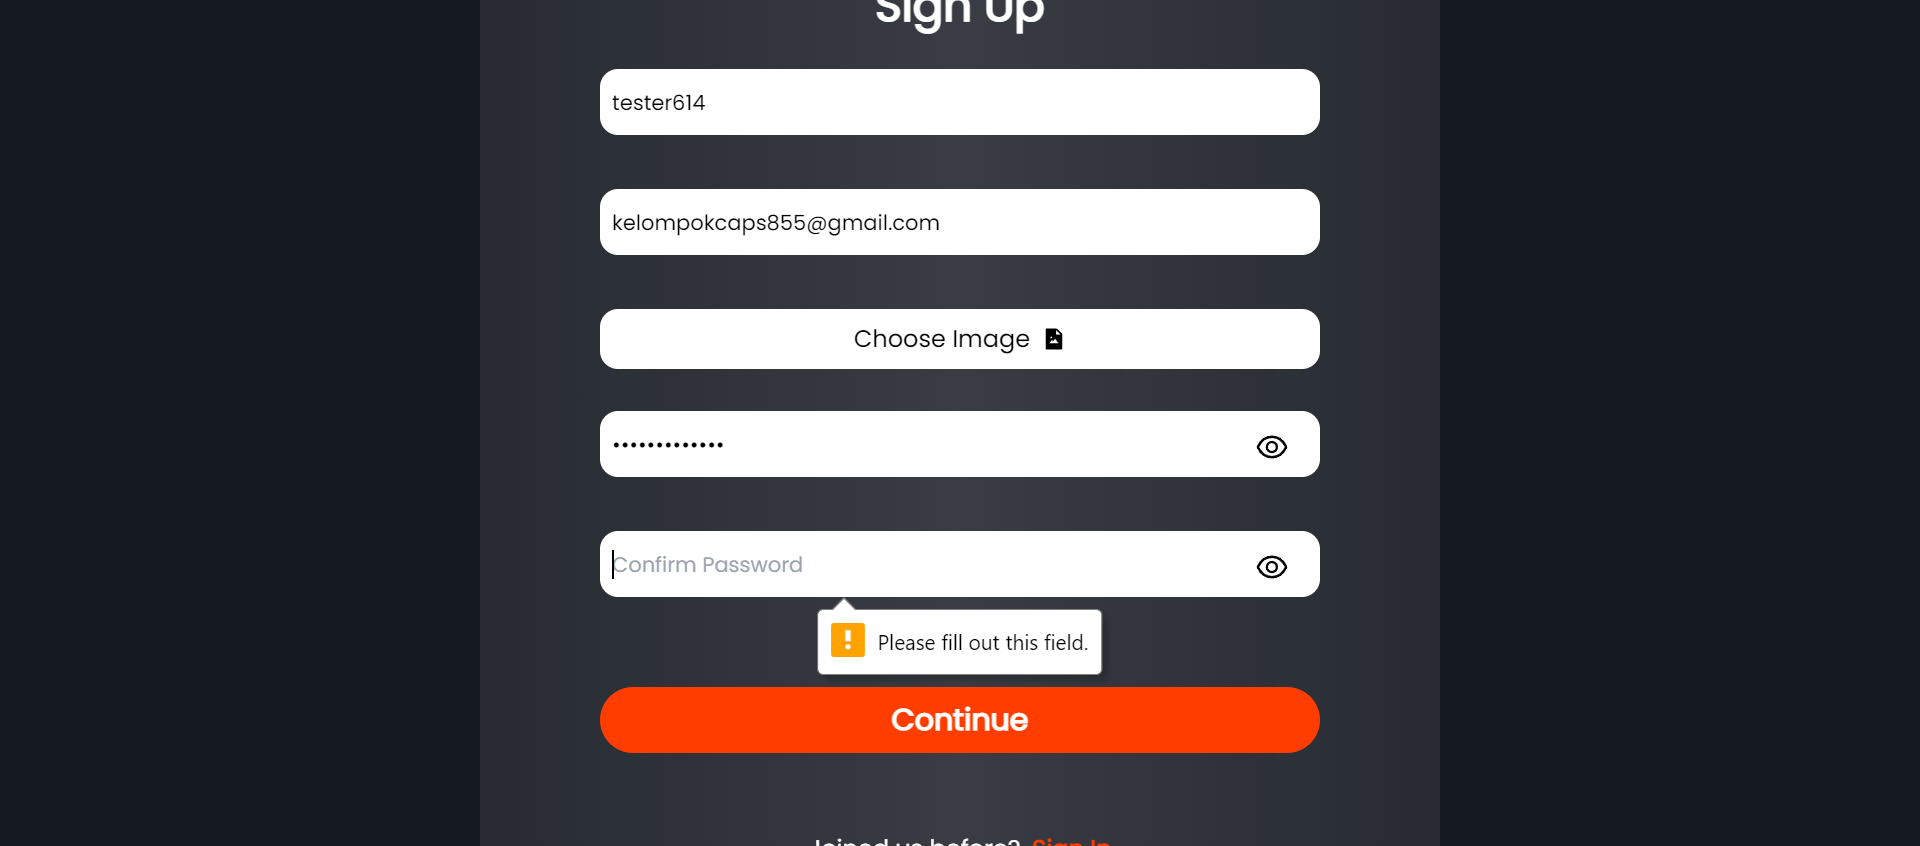 Sign Up
tester614
kelompokcaps855@gmail.com
Choose Image
•••••••••••••
Confirm Password
Please fill out this field.
Continue
Joined us before? Sign In